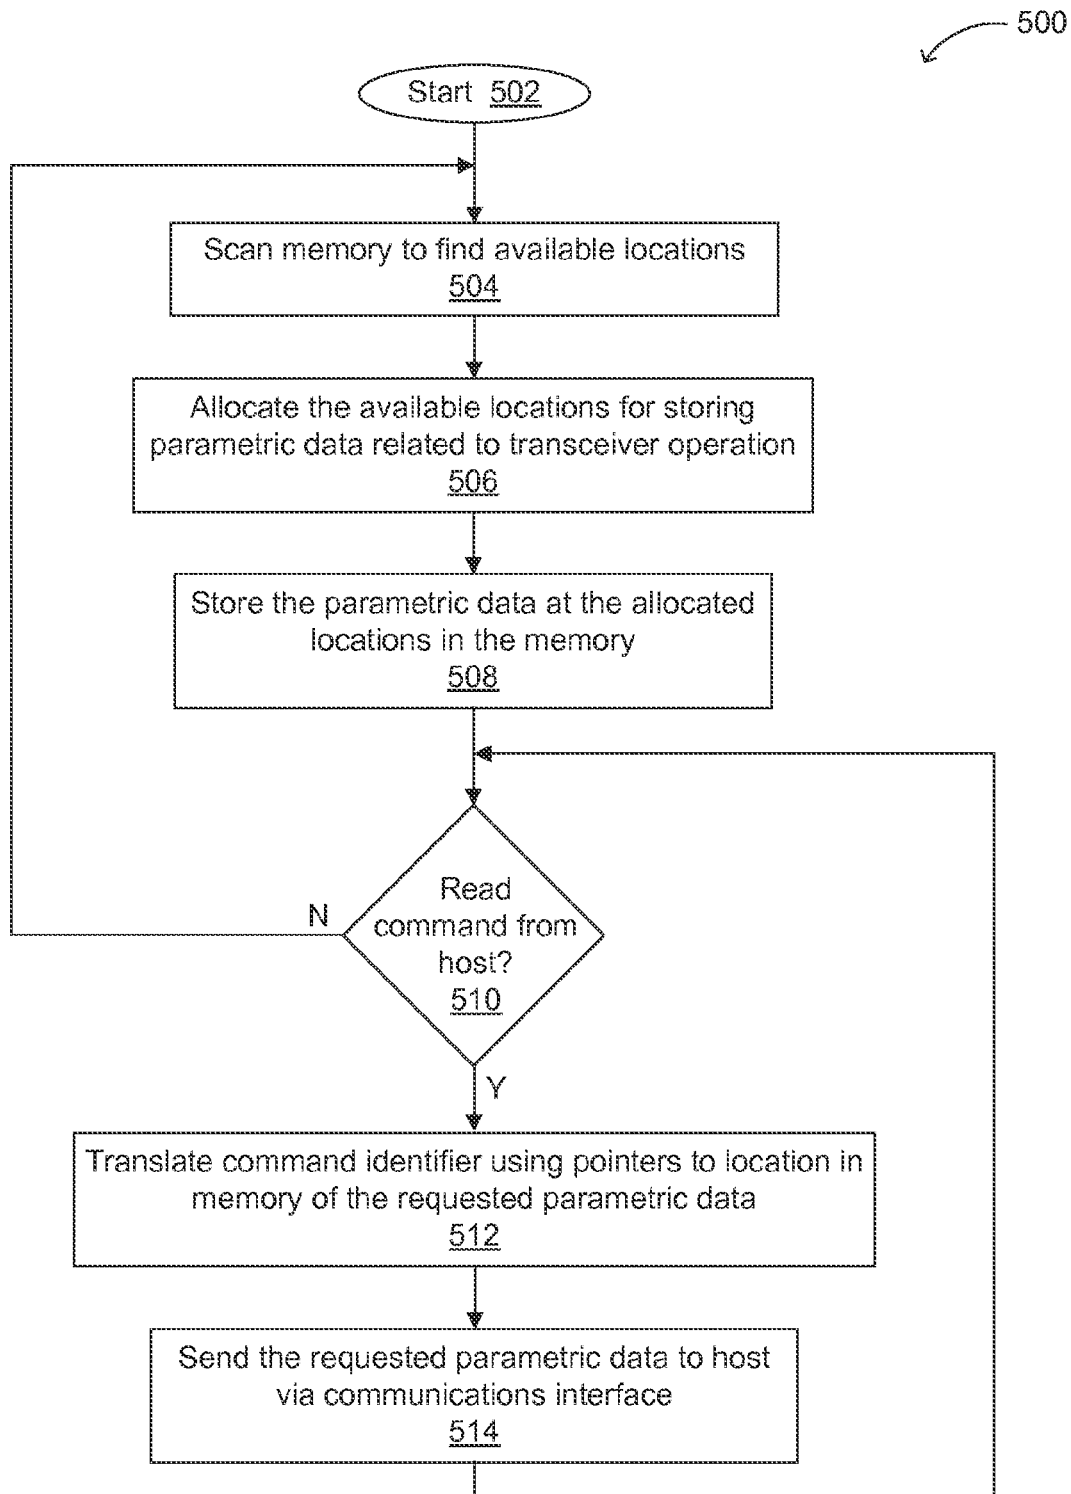 500
Start 502
Scan memory to find available locations
504
Allocate the available locations for storing
parametric data related to transceiver operation
506
Store the parametric data at the allocated
locations in the memory
508
Read
command from
host?
510
N
Y
Translate command identifier using pointers to location in
memory of the requested parametric data
512
Send the requested parametric data to host
via communications interface
514